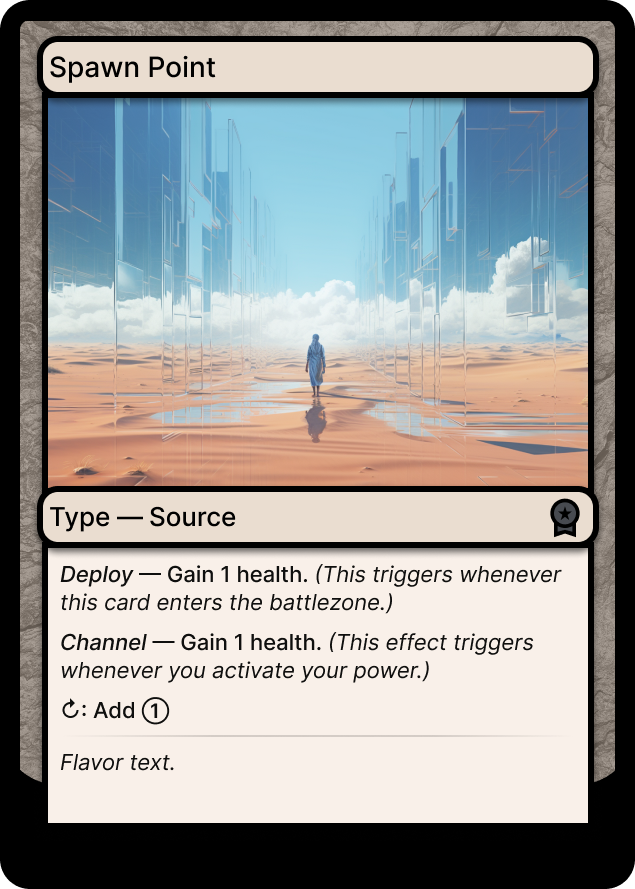 Spawn Point
Type — Source
Deploy — Gain 1 health. (This triggers whenever
this card enters the battlezone.)
Channel — Gain 1 health. (This effect triggers
whenever you activate your power.)
↻: Add ①
Flavor text.